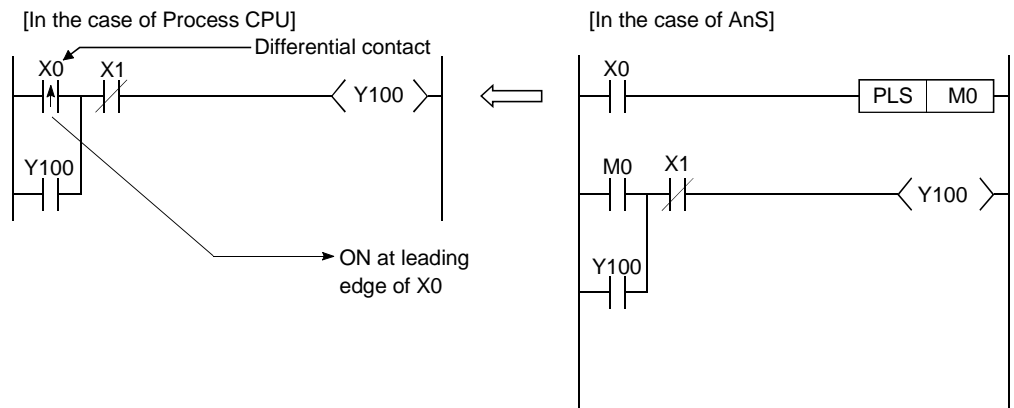 [In the case of Process CPU]
Differential contact
X0 X1
Y100
Y100
ON at leading
edge of X0
[In the case of AnS]
X0
PLS M0
M0 X1
Y100
Y100